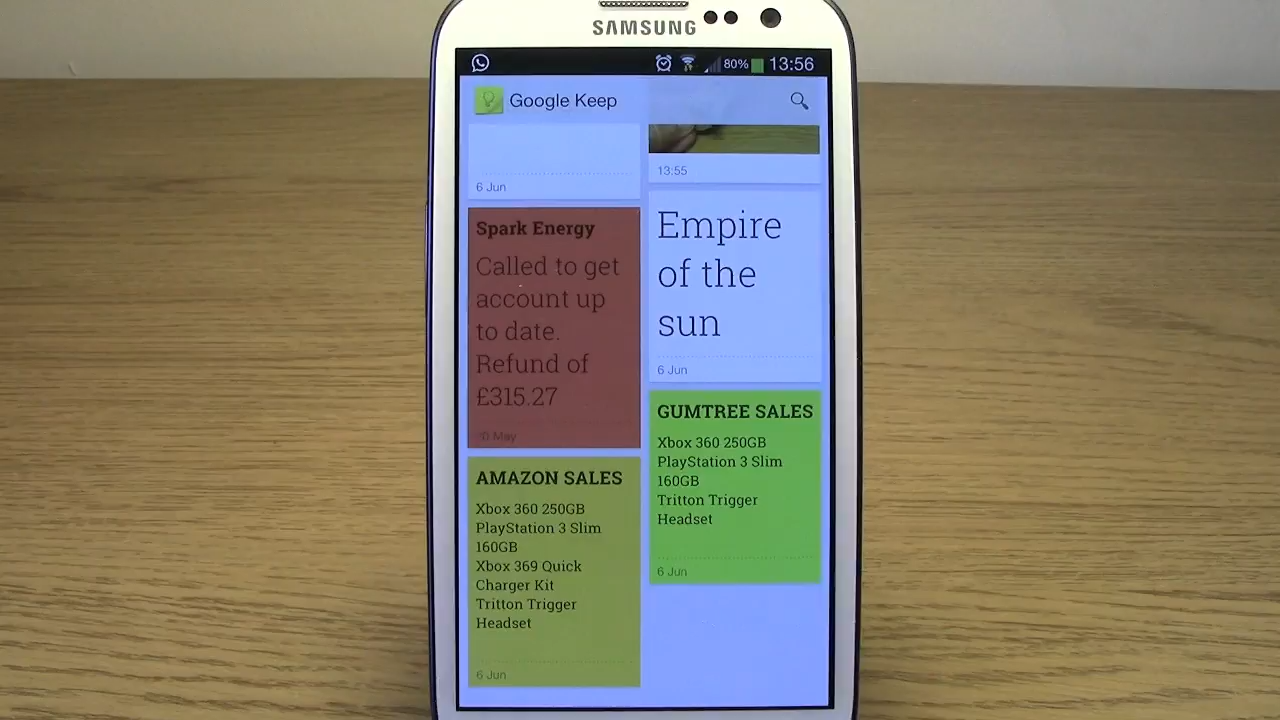 SAMSUNG
80% 13:56
Google Keep
6 Jun
Spark Energy
Called to get
account up
to date.
Refund of
£315.27
May
AMAZON SALES
Xbox 360 250GB
PlayStation 3 Slim
160GB
Xbox 369 Quick
Charger Kit
Tritton Trigger
Headset
6 Jun
13:55
Empire
of the
sun
6 Jun
GUMTREE SALES
Xbox 360 250GB
PlayStation 3 Slim
160GB
Tritton Trigger
Headset
6 Jun